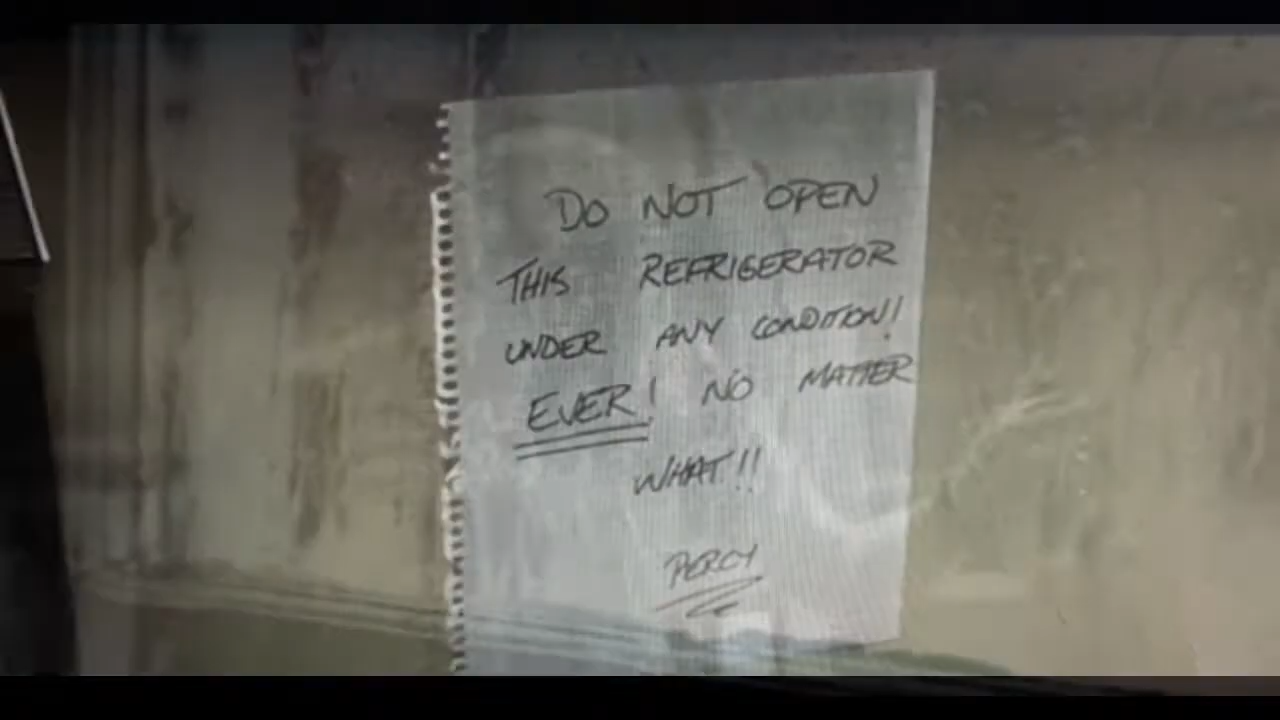 DO NOT OPEN
THIS REFRIGERATOR
UNDER ANY CONDITION!
EVER! NO MATTER
WHAT!!
PERCY